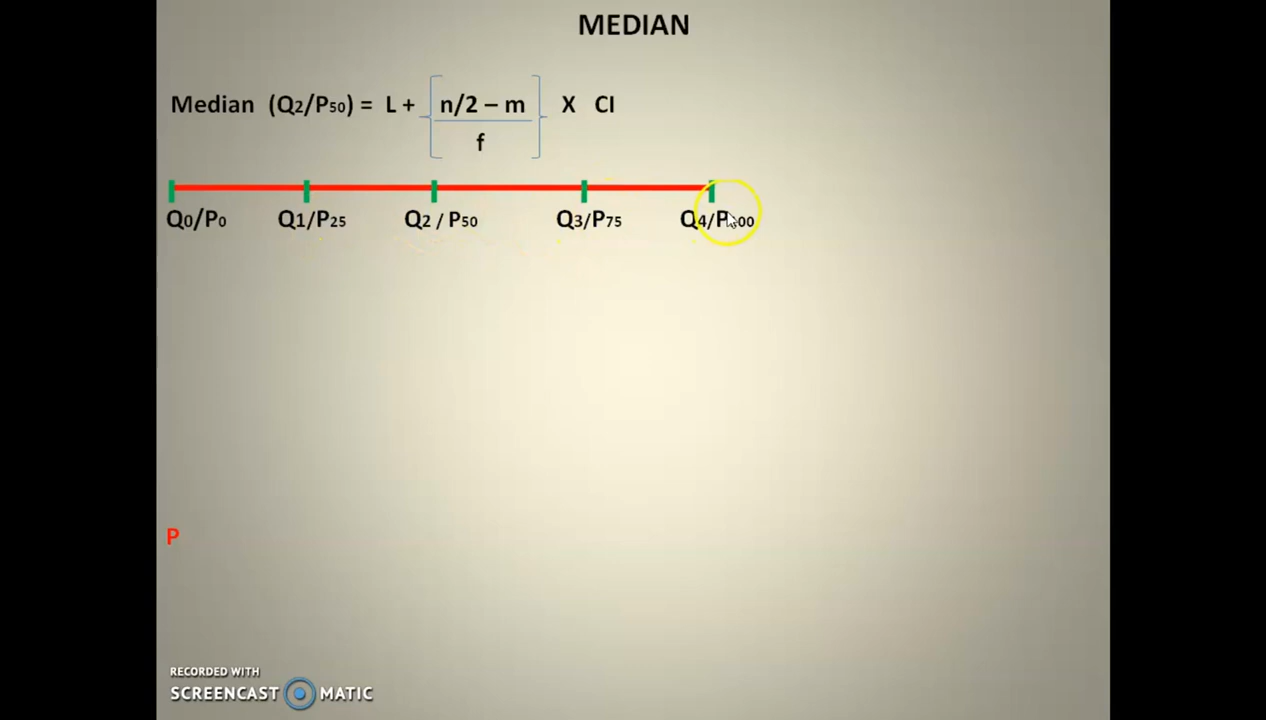 MEDIAN
Median (Q2/P50) = L + n/2 – m X CI
f
Q0/P0 Q1/P25 Q2 / P50 Q3/P75 Q4/P100
P
RECORDED WITH
SCREENCAST MATIC